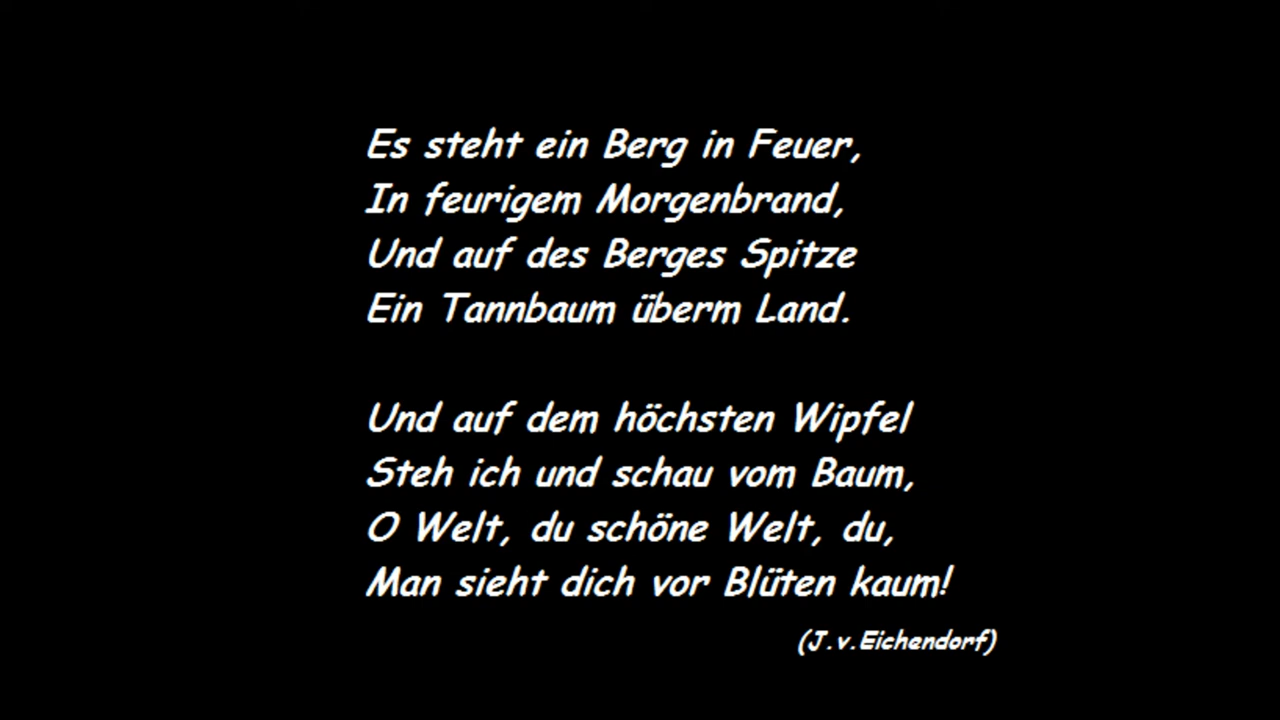 Es steht ein Berg in Feuer,
In feurigem Morgenbrand,
Und auf des Berges Spitze
Ein Tannbaum überm Land.
Und auf dem höchsten Wipfel
Steh ich und schau vom Baum,
O Welt, du schöne Welt, du,
Man sieht dich vor Blüten kaum!
(J.v.Eichendorf)